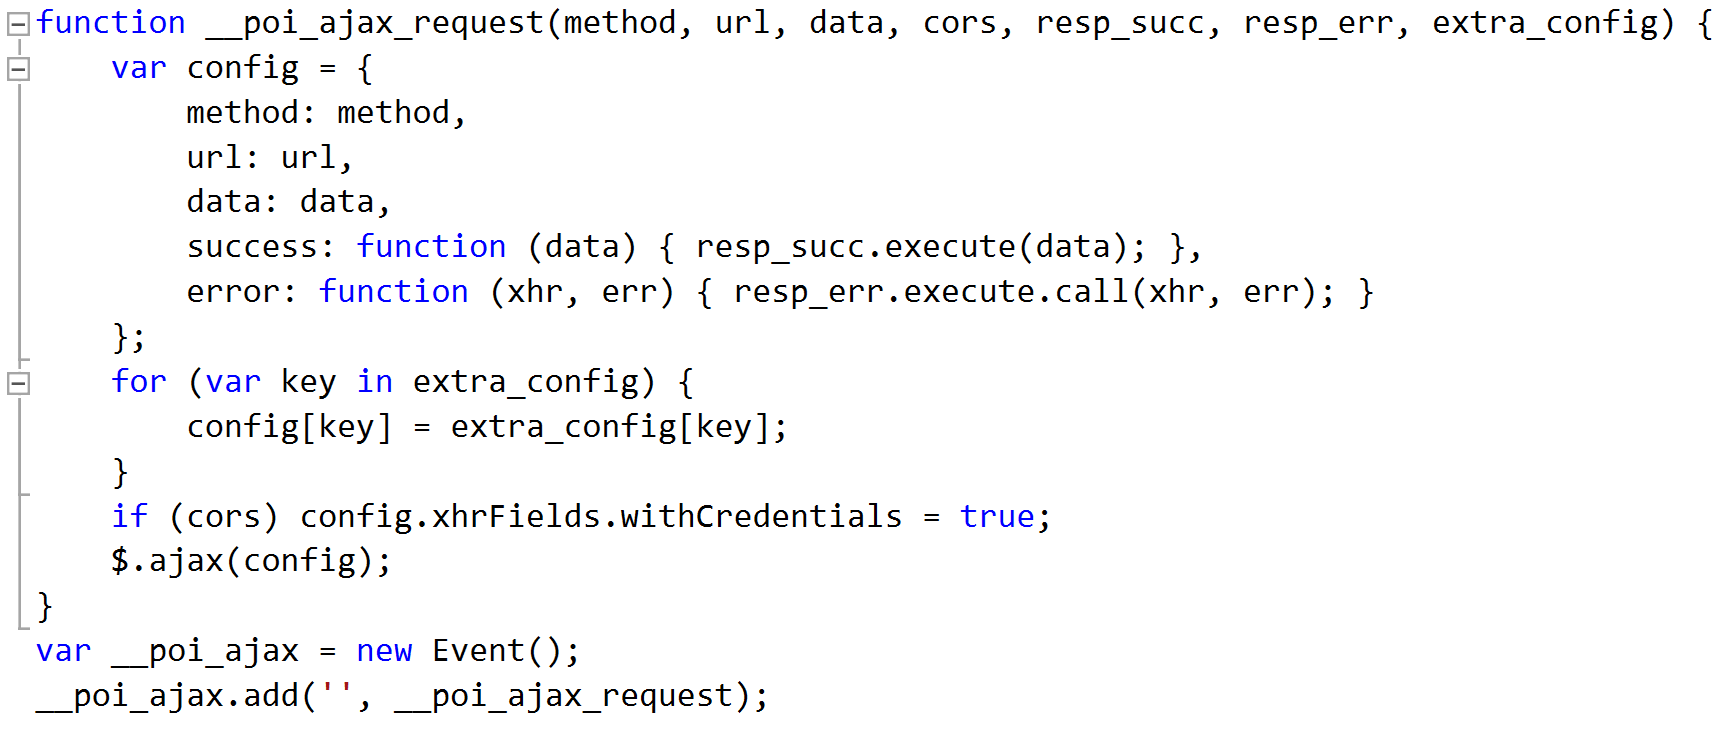 function __poi_ajax_request(method, url, data, cors, resp_succ, resp_err, extra_config) {
    var config = {
        method: method,
        url: url,
        data: data,
        success: function (data) { resp_succ.execute(data); },
        error: function (xhr, err) { resp_err.execute.call(xhr, err); }
    };
    for (var key in extra_config) {
        config[key] = extra_config[key];
    }
    if (cors) config.xhrFields.withCredentials = true;
    $.ajax(config);
}
var __poi_ajax = new Event();
__poi_ajax.add('', __poi_ajax_request);